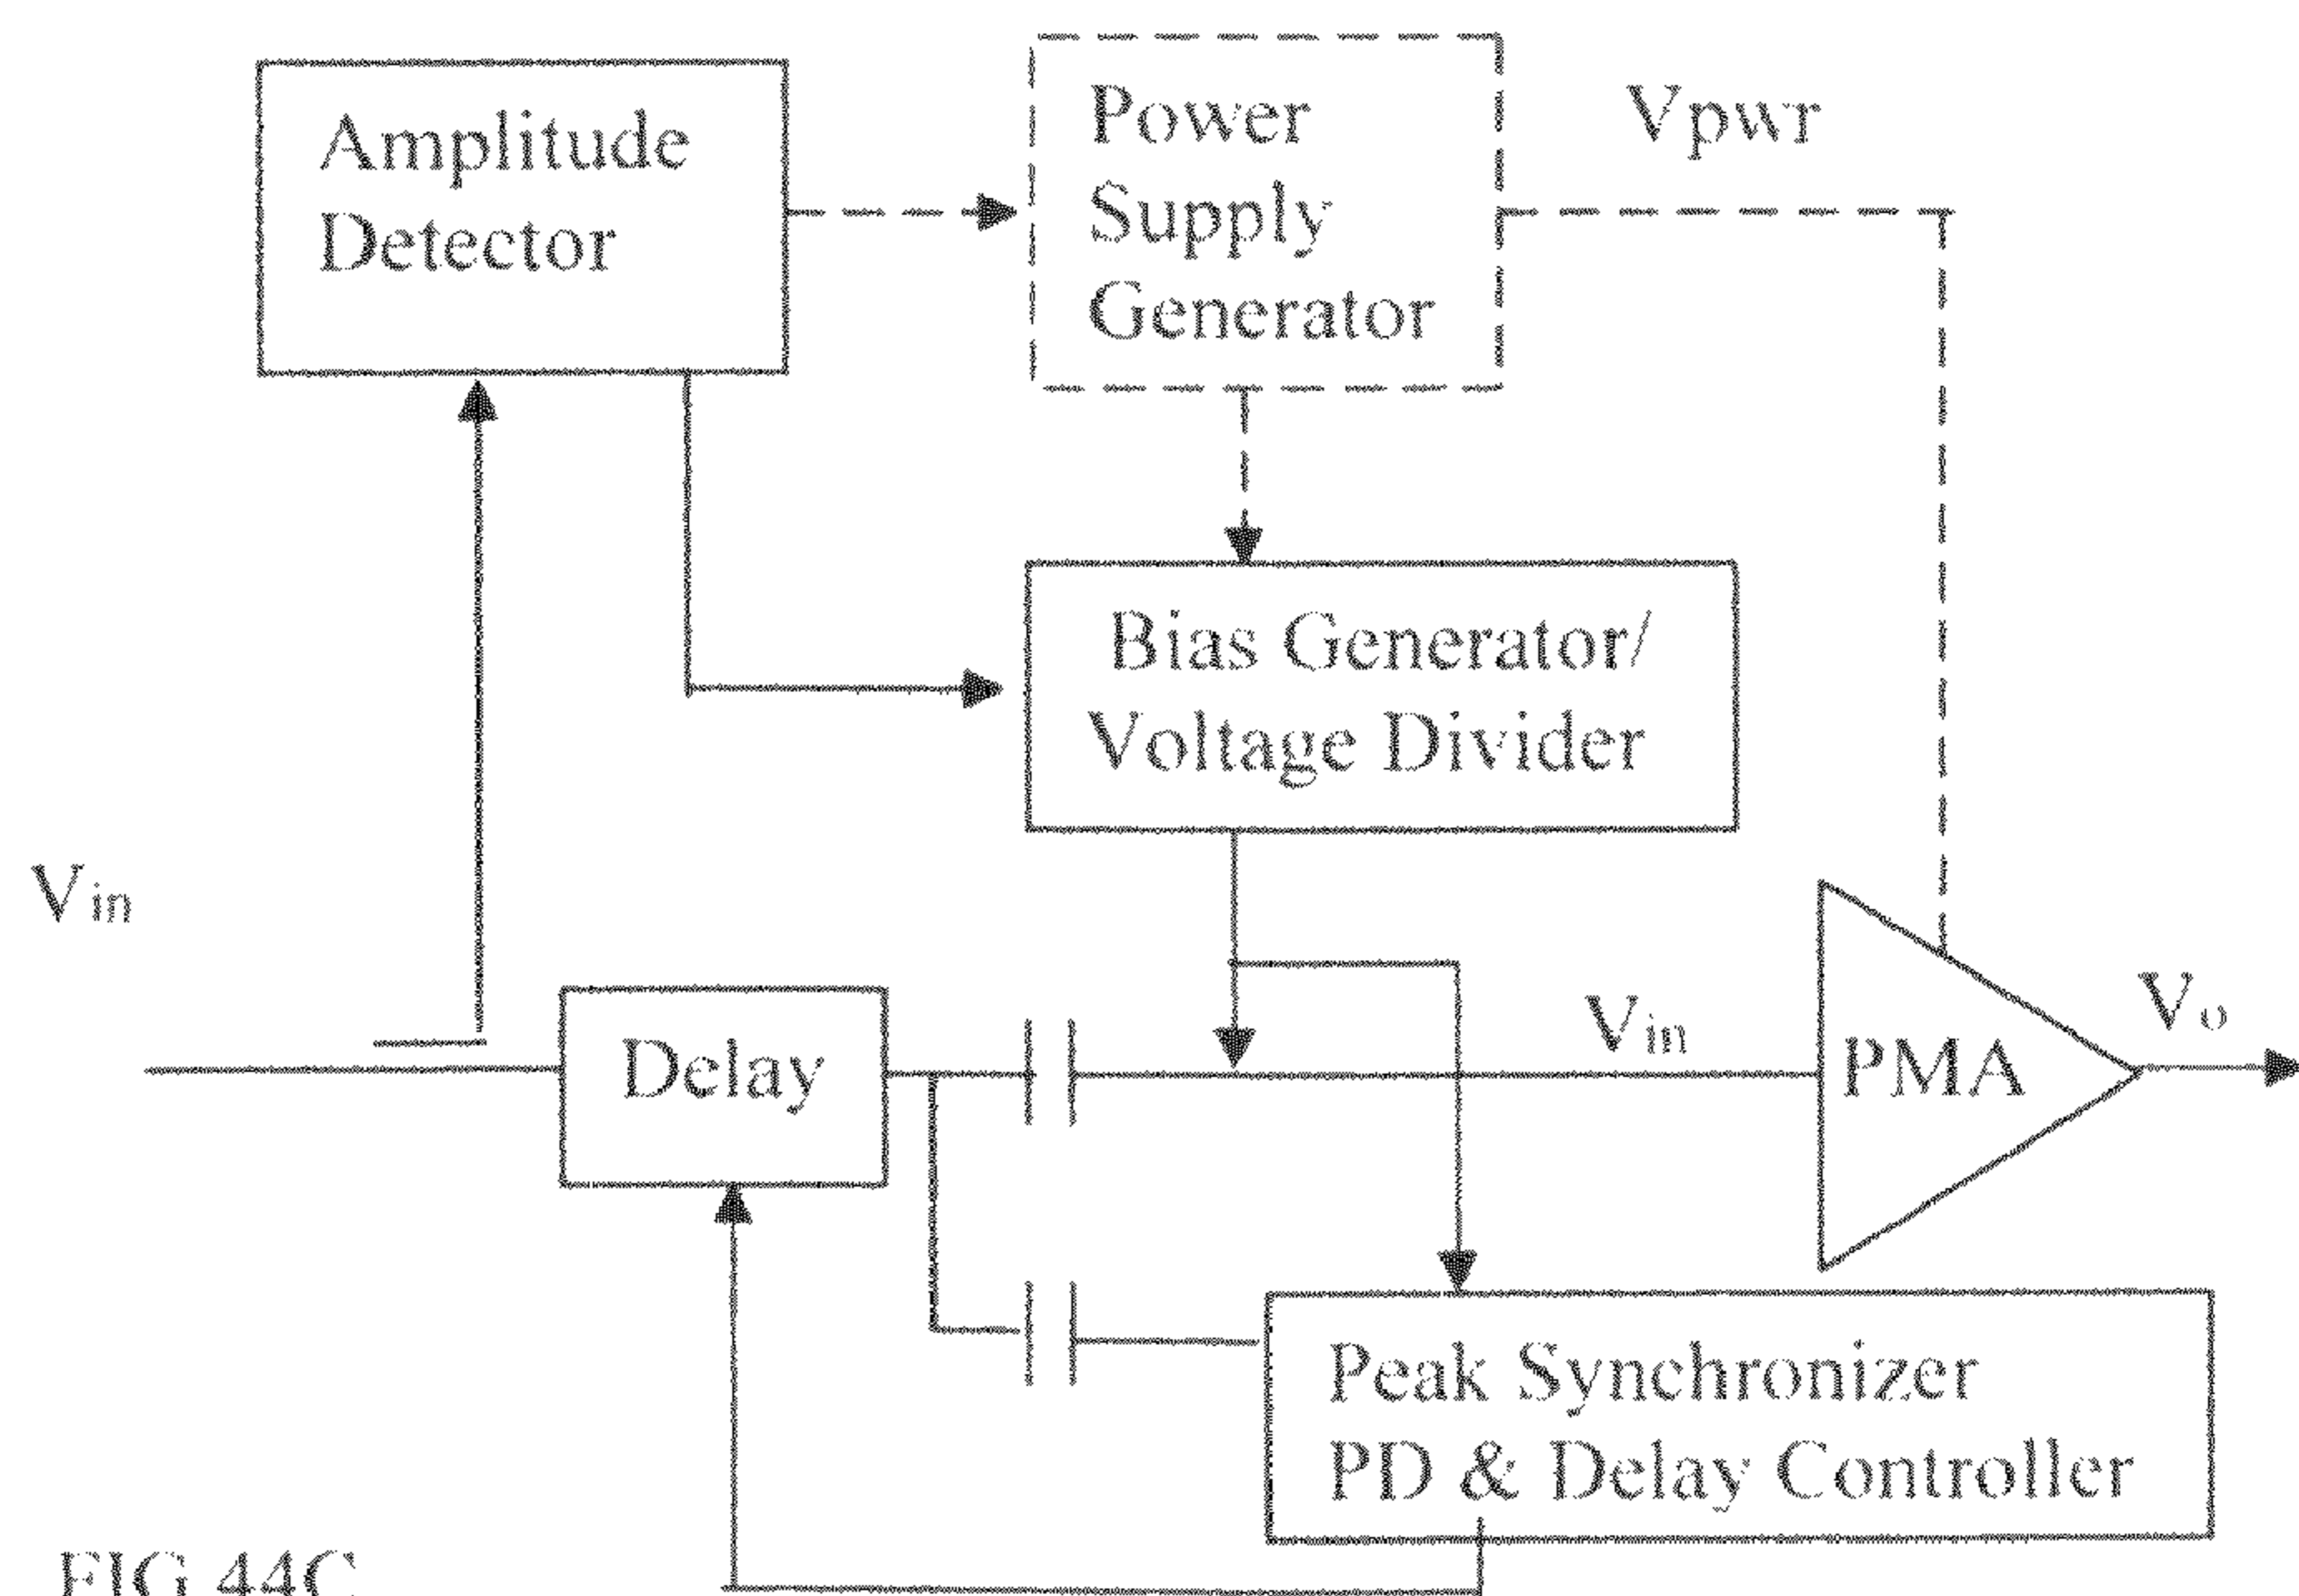 Amplitude
Detector
Power
Supply
Generator
Vpwr
Bias Generator/
Voltage Divider
Vin
Delay
Vin
PMA
Vo
Peak Synchronizer
PD & Delay Controller
FIG 44C